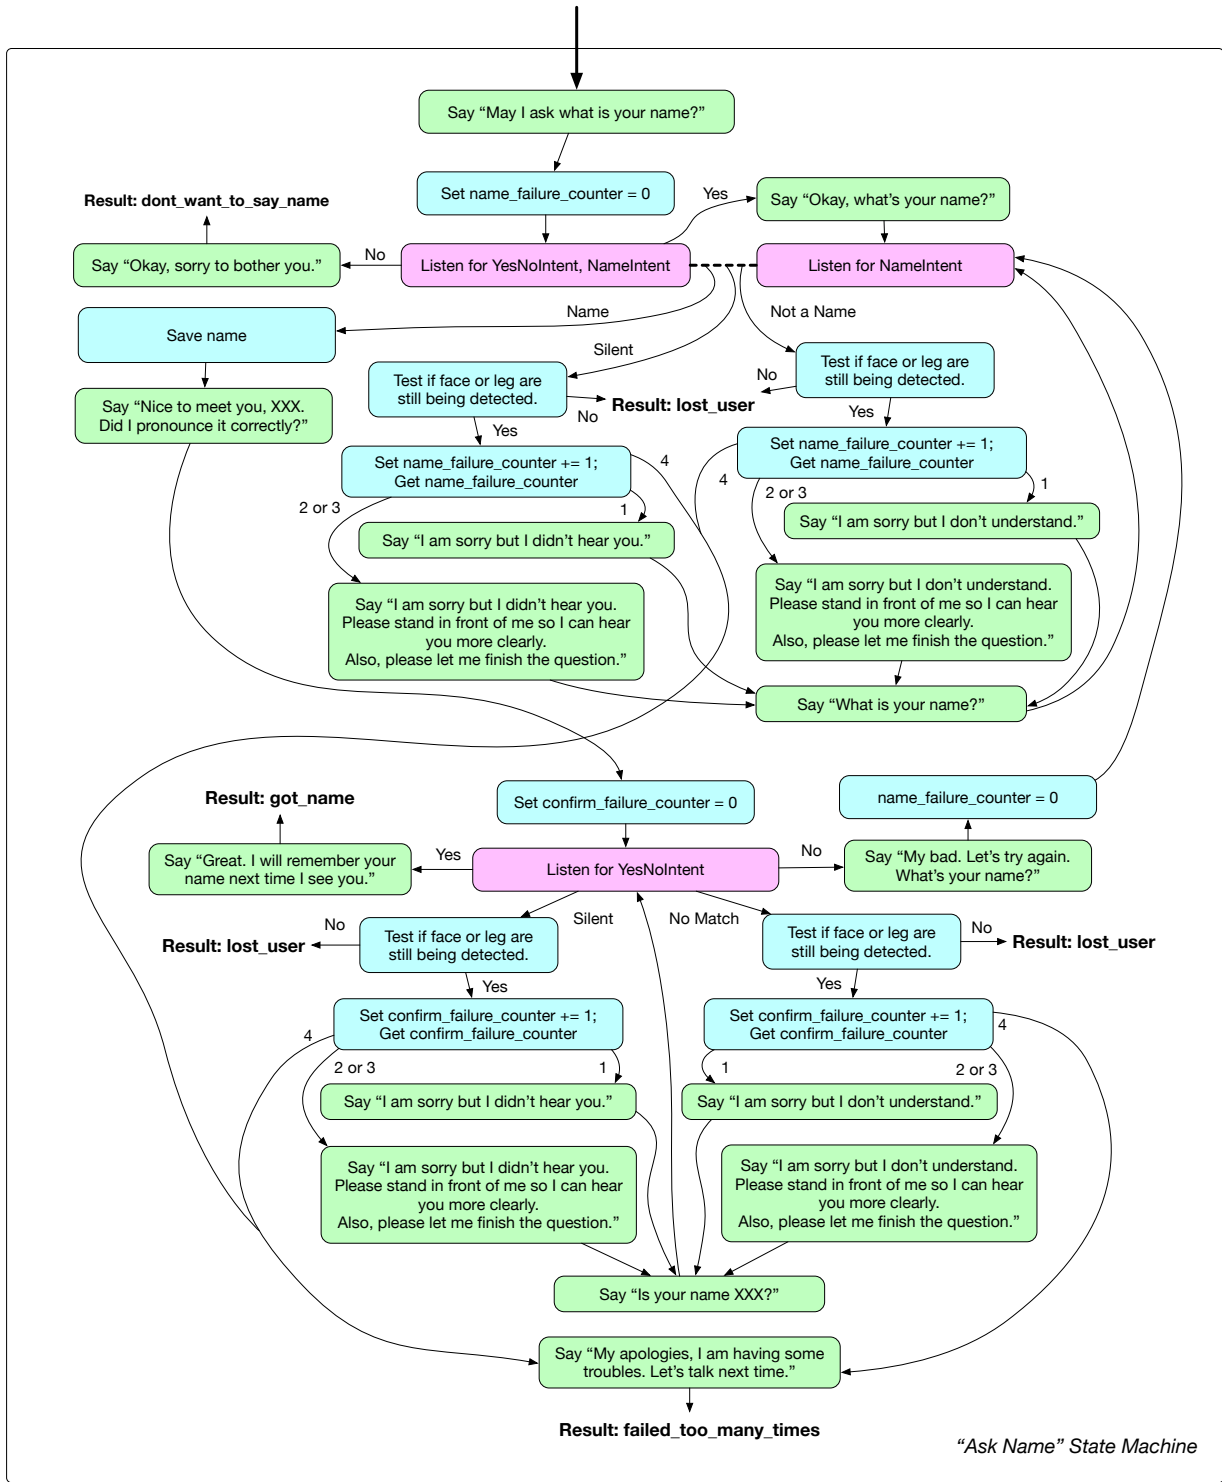 Say “May I ask what is your name?”
Set name_failure_counter = 0
Yes
Say “Okay, what’s your name?”
Result: dont_want_to_say_name
Say “Okay, sorry to bother you.”
No
Listen for YesNoIntent, NameIntent
Listen for NameIntent
Name
Not a Name
Save name
Silent
Test if face or leg are
still being detected.
No
Result: lost_user
No
Test if face or leg are
still being detected.
Say “Nice to meet you, XXX.
Did I pronounce it correctly?”
Yes
Yes
Set name_failure_counter += 1;
Get name_failure_counter
4
Set name_failure_counter += 1;
Get name_failure_counter
4
2 or 3
1
2 or 3
1
Say “I am sorry but I didn’t hear you.”
Say “I am sorry but I don’t understand.”
Say “I am sorry but I didn’t hear you.
Please stand in front of me so I can hear
you more clearly.
Also, please let me finish the question.”
Say “I am sorry but I don’t understand.
Please stand in front of me so I can hear
you more clearly.
Also, please let me finish the question.”
Say “What is your name?”
Result: got_name
Set confirm_failure_counter = 0
name_failure_counter = 0
Say “Great. I will remember your
name next time I see you.”
Yes
Listen for YesNoIntent
No
Say “My bad. Let’s try again.
What’s your name?”
Silent
No Match
Result: lost_user
No
Test if face or leg are
still being detected.
Test if face or leg are
still being detected.
No
Result: lost_user
Yes
Yes
Set confirm_failure_counter += 1;
Get confirm_failure_counter
Set confirm_failure_counter += 1;
Get confirm_failure_counter
4
2 or 3
1
1
2 or 3
4
Say “I am sorry but I didn’t hear you.”
Say “I am sorry but I don’t understand.”
Say “I am sorry but I didn’t hear you.
Please stand in front of me so I can hear
you more clearly.
Also, please let me finish the question.”
Say “I am sorry but I don’t understand.
Please stand in front of me so I can hear
you more clearly.
Also, please let me finish the question.”
Say “Is your name XXX?”
Say “My apologies, I am having some
troubles. Let’s talk next time.”
Result: failed_too_many_times
“Ask Name” State Machine